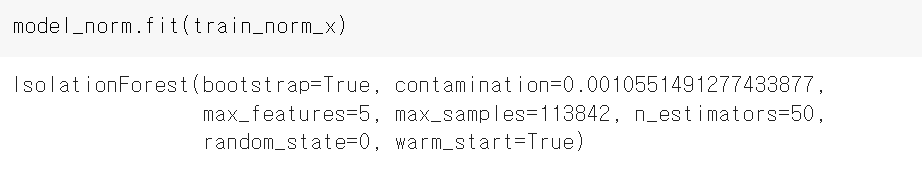 model_norm.fit(train_norm_x)
IsolationForest(bootstrap=True, contamination=0.0010551491277433877,
max_features=5, max_samples=113842, n_estimators=50,
random_state=0, warm_start=True)